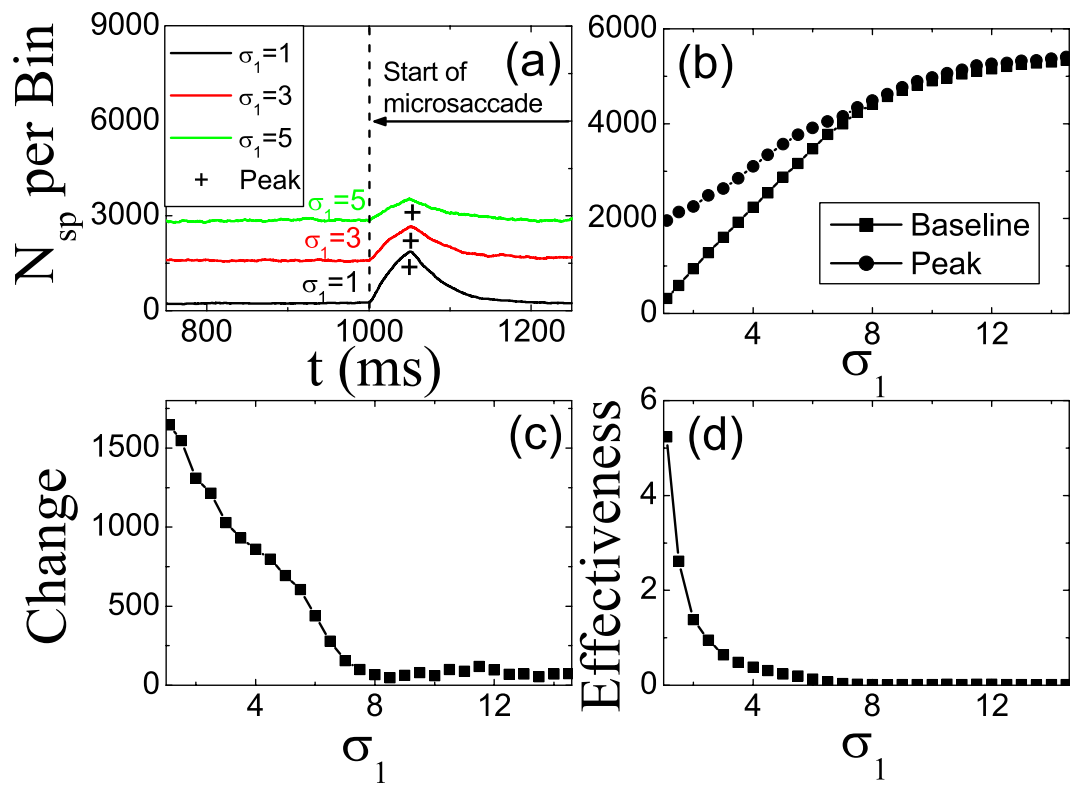 (a)
N_sp per Bin
9000
6000
3000
0
σ₁=1
σ₁=3
σ₁=5
+ Peak
Start of
microsaccade
σ₁=5
σ₁=3
σ₁=1
800
1000
1200
t (ms)
(b)
6000
4000
2000
0
Baseline
Peak
4
8
12
σ₁
(c)
Change
1500
1000
500
0
4
8
12
σ₁
(d)
Effectiveness
6
4
2
0
4
8
12
σ₁